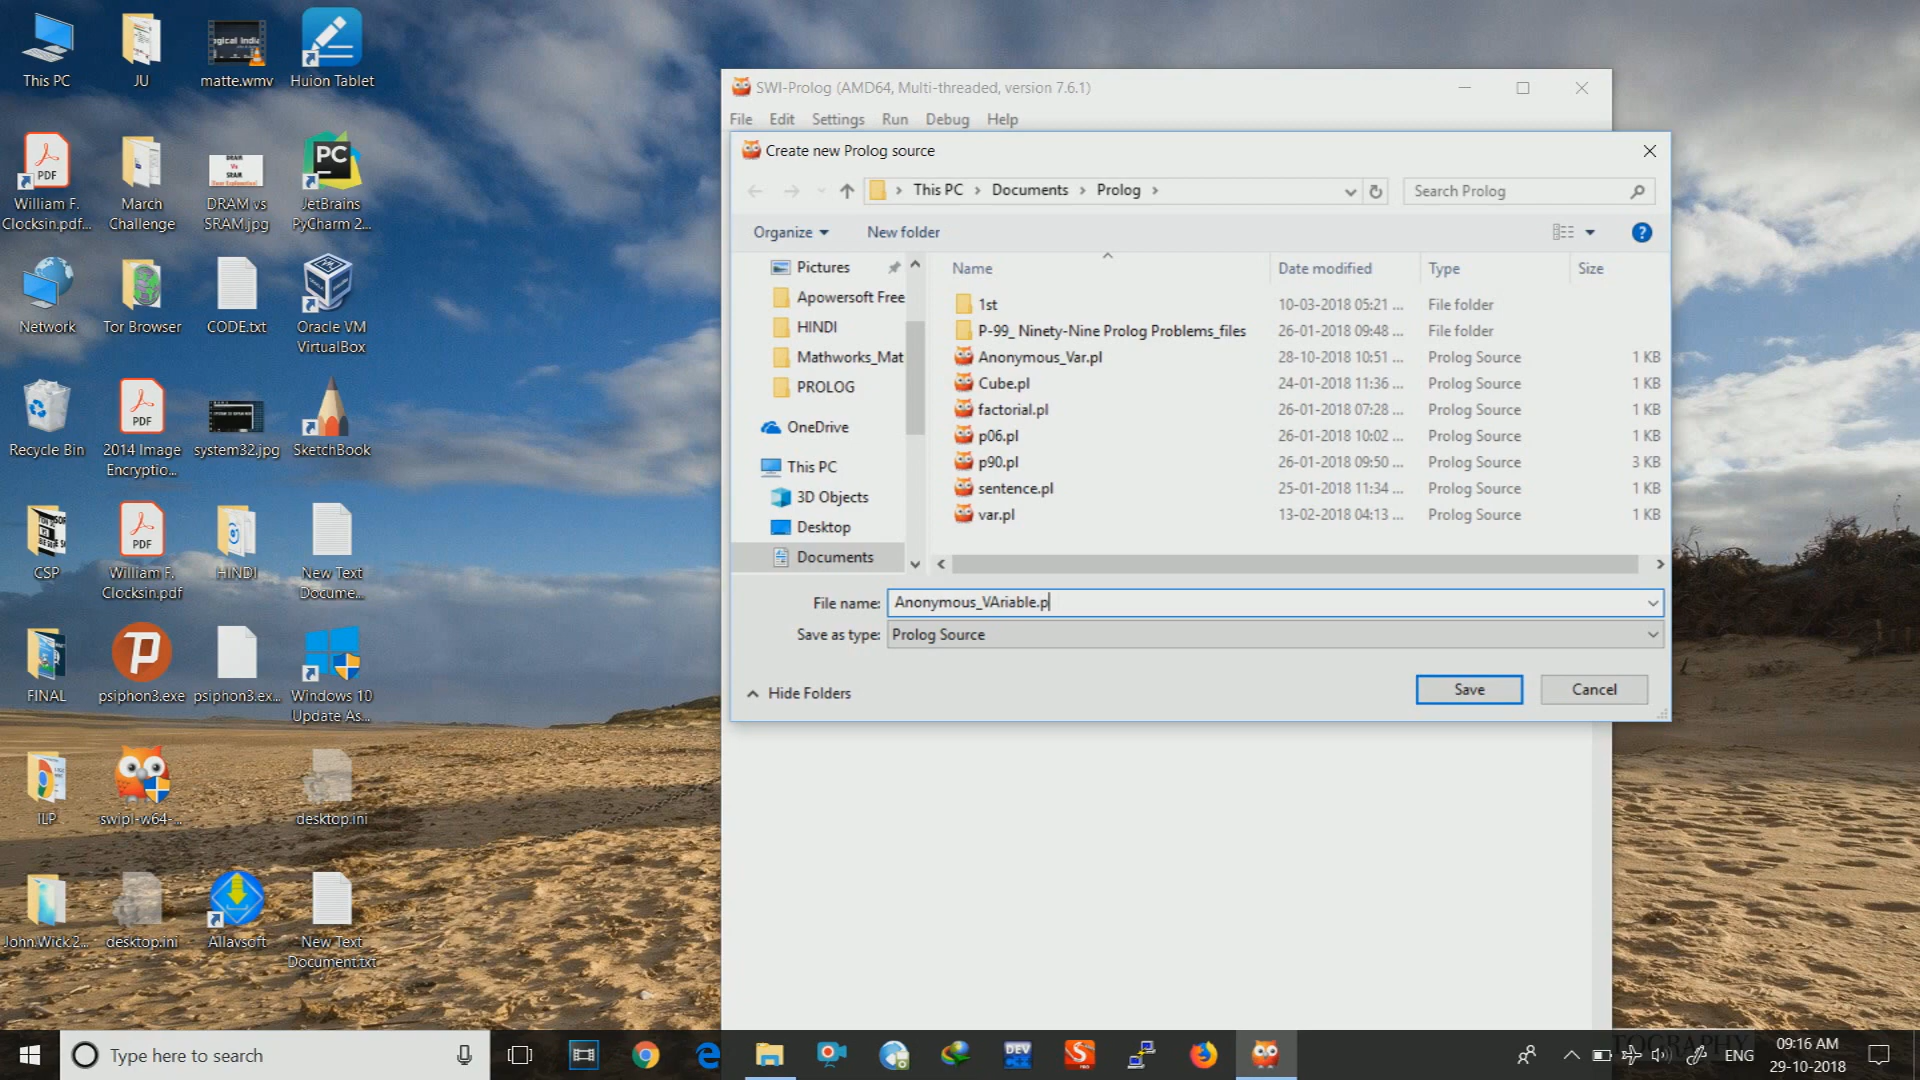 This PC
JU
matte.wmv
Huion Tablet
William F.
Clocksin.pdf...
March
Challenge
DRAM vs
SRAM.jpg
JetBrains
PyCharm 2...
Network
Tor Browser
CODE.txt
Oracle VM
VirtualBox
Recycle Bin
2014 Image
Encryptio...
system32.jpg
SketchBook
CSP
William F.
Clocksin.pdf
HINDI
New Text
Docume...
FINAL
psiphon3.exe
psiphon3.ex...
Windows 10
Update As...
ILP
swipl-w64-...
desktop.ini
John.Wick.2...
desktop.ini
Allavsoft
New Text
Document.txt
SWI-Prolog (AMD64, Multi-threaded, version 7.6.1)
File Edit Settings Run Debug Help
Create new Prolog source
This PC > Documents > Prolog >
Search Prolog
Organize
New folder
Pictures
Apowersoft Free
HINDI
Mathworks_Mat
PROLOG
OneDrive
This PC
3D Objects
Desktop
Documents
Name Date modified Type Size
1st 10-03-2018 05:21 ... File folder
P-99_ Ninety-Nine Prolog Problems_files 26-01-2018 09:48 ... File folder
Anonymous_Var.pl 28-10-2018 10:51 ... Prolog Source 1 KB
Cube.pl 24-01-2018 11:36 ... Prolog Source 1 KB
factorial.pl 26-01-2018 07:28 ... Prolog Source 1 KB
p06.pl 26-01-2018 10:02 ... Prolog Source 1 KB
p90.pl 26-01-2018 09:50 ... Prolog Source 3 KB
sentence.pl 25-01-2018 11:34 ... Prolog Source 1 KB
var.pl 13-02-2018 04:13 ... Prolog Source 1 KB
File name: Anonymous_VAriable.p
Save as type: Prolog Source
Hide Folders
Save
Cancel
Type here to search
ENG
09:16 AM
29-10-2018